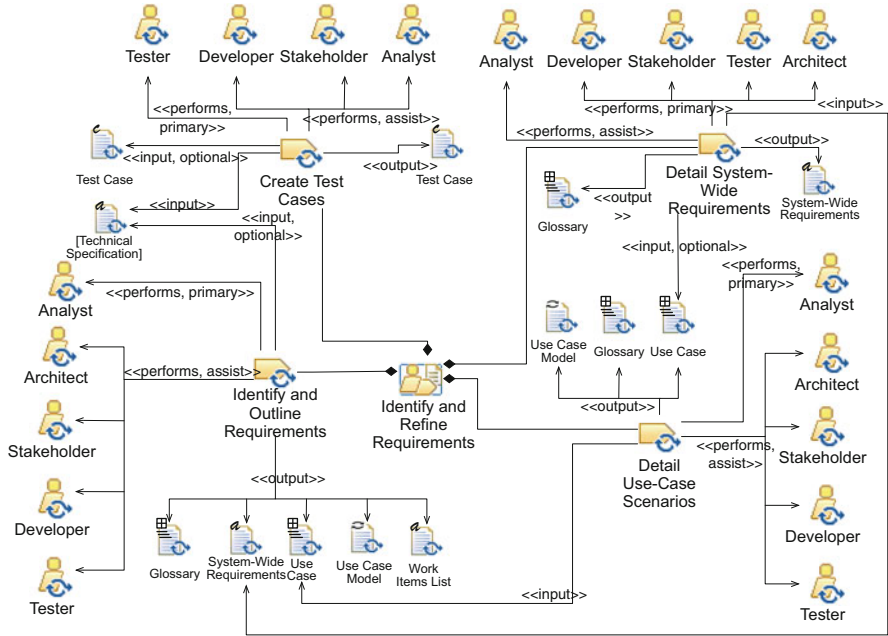 Tester
Developer
Stakeholder
Analyst
Analyst
Developer
Stakeholder
Tester
Architect
<<performs,
primary>>
<<performs, assist>>
<<performs, primary>>
<<input>>
<<performs, assist>>
<<input, optional>>
<<output>>
<<output>>
Test Case
Create Test
Cases
Test Case
Detail System-
Wide
Requirements
System-Wide
Requirements
<<input>>
<<input,
optional>>
<<output
>>
Glossary
[Technical
Specification]
<<input, optional>>
<<performs,
primary>>
<<performs, primary>>
Analyst
Analyst
Use Case
Model
Glossary
Use Case
Architect
<<performs, assist>>
Architect
Identify and
Outline
Requirements
Identify and
Refine
Requirements
<<output>>
Stakeholder
<<performs,
assist>>
Stakeholder
Detail
Use-Case
Scenarios
<<output>>
Developer
Developer
Glossary
System-Wide
Requirements
Use
Case
Use Case
Model
Work
Items List
<<input>>
Tester
Tester